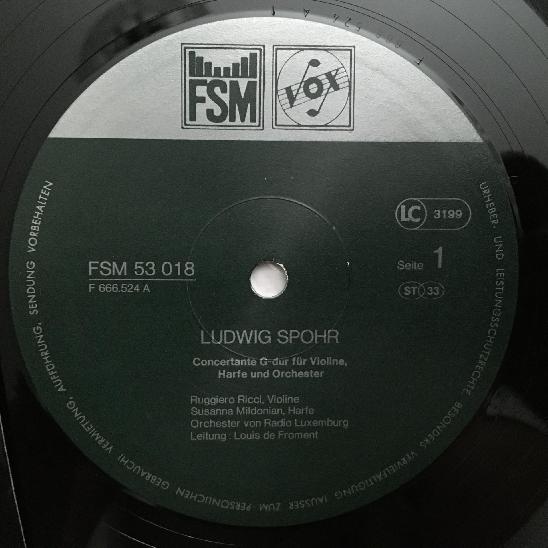 FSM
VOX
LC 3199
FSM 53 018
F 666.524 A
Seite 1
ST 33
LUDWIG SPOHR
Concertante G-dur für Violine,
Harfe und Orchester
Ruggiero Ricci, Violine
Susanna Mildonian, Harfe
Orchester von Radio Luxemburg
Leitung: Louis de Froment
URHEBER- UND LEISTUNGSSCHUTZRECHTE, BESONDERS VERVIELFÄLTIGUNG (AUSSER ZUM PERSÖNLICHEN GEBRAUCH) VERMIETUNG, AUFFÜHRUNG, SENDUNG VORBEHALTEN